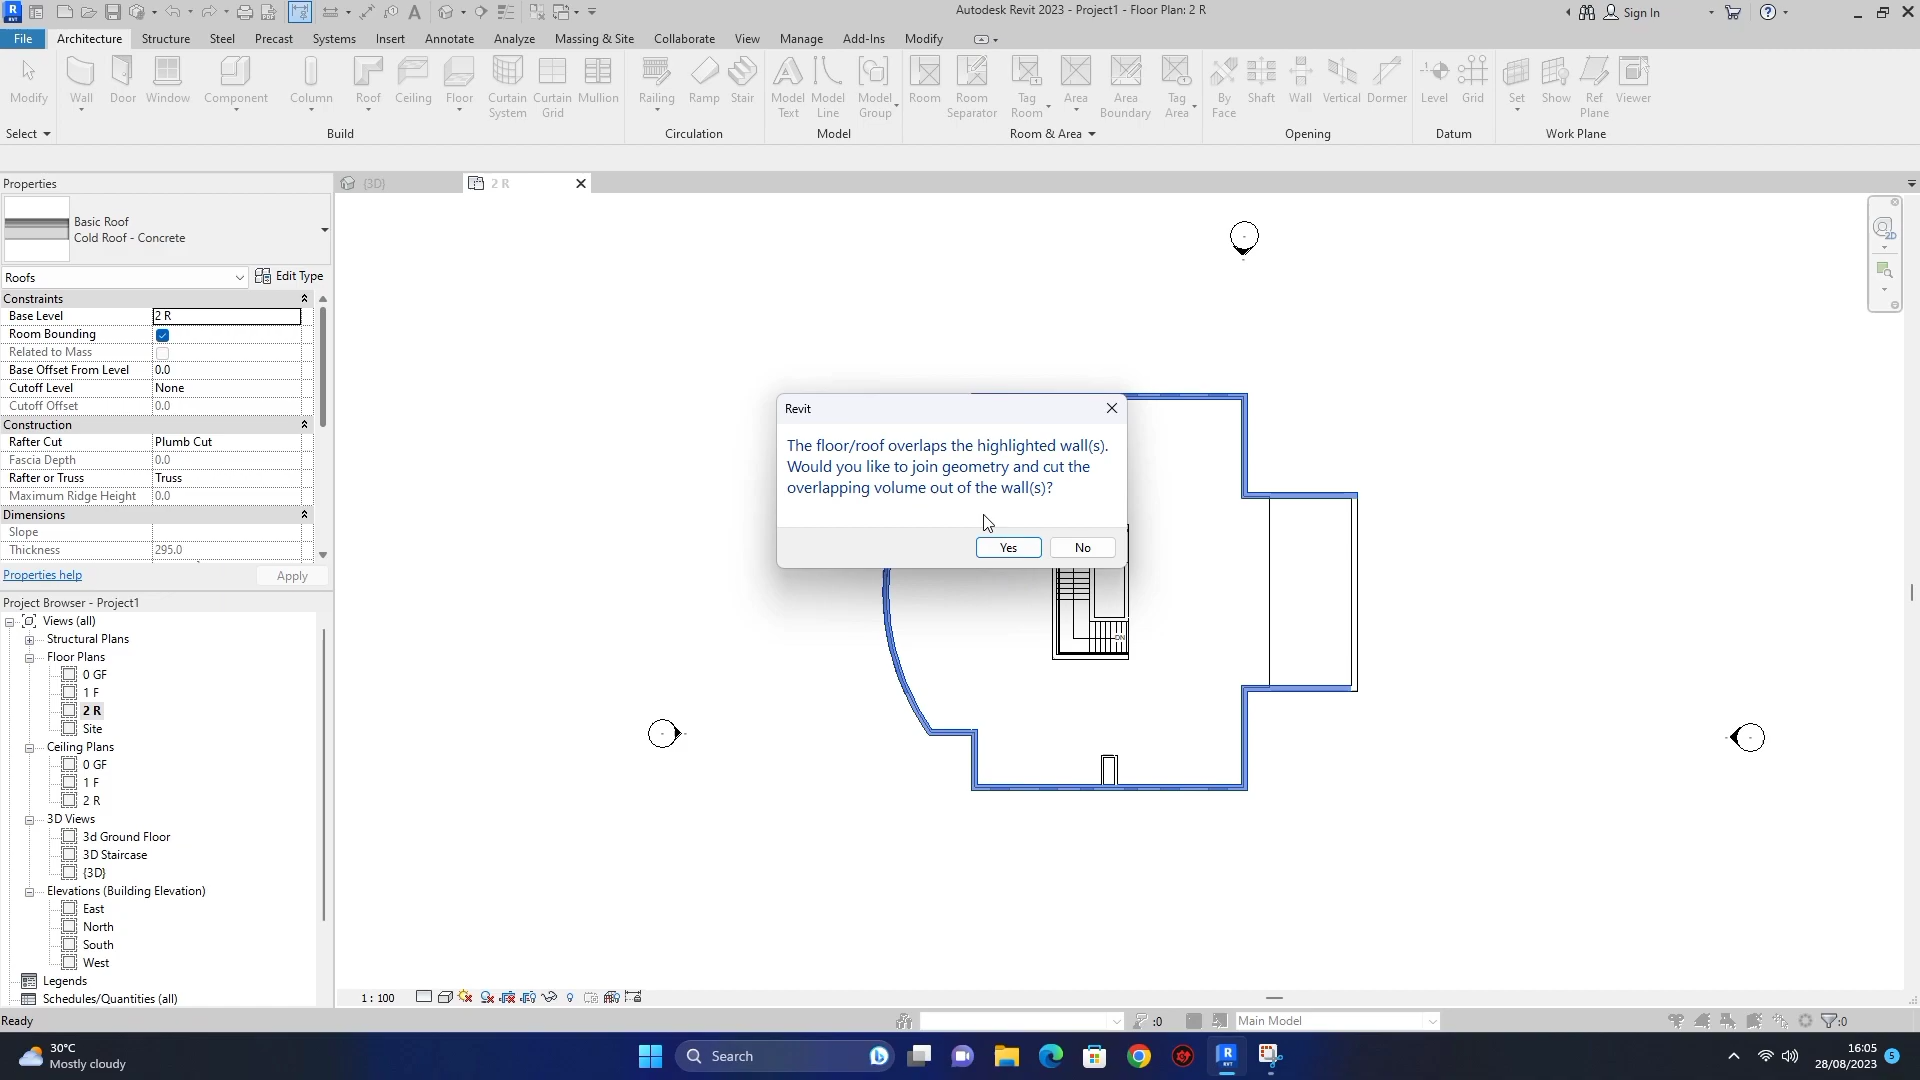 Autodesk Revit 2023 - Project1 - Floor Plan: 2 R
Sign In
File Architecture Structure Steel Precast Systems Insert Annotate Analyze Massing & Site Collaborate View Manage Add-Ins Modify
Modify Wall Door Window Component Column Roof Ceiling Floor Curtain System Curtain Grid Mullion Railing Ramp Stair Model Text Model Line Model Group Room Room Separator Tag Room Area Area Boundary Tag Area By Face Shaft Wall Vertical Dormer Level Grid Set Show Ref Plane Viewer
Select Build Circulation Model Room & Area Opening Datum Work Plane
Properties
{3D}
2 R
Basic Roof
Cold Roof - Concrete
Roofs
Edit Type
Constraints
Base Level 2 R
Room Bounding
Related to Mass
Base Offset From Level 0.0
Cutoff Level None
Cutoff Offset 0.0
Construction
Rafter Cut Plumb Cut
Fascia Depth 0.0
Rafter or Truss Truss
Maximum Ridge Height 0.0
Dimensions
Slope
Thickness 295.0
Properties help
Apply
Project Browser - Project1
Views (all)
Structural Plans
Floor Plans
0 GF
1 F
2 R
Site
Ceiling Plans
0 GF
1 F
2 R
3D Views
3d Ground Floor
3D Staircase
{3D}
Elevations (Building Elevation)
East
North
South
West
Legends
Schedules/Quantities (all)
Revit
The floor/roof overlaps the highlighted wall(s).
Would you like to join geometry and cut the
overlapping volume out of the wall(s)?
Yes No
DN
2D
1 : 100
Ready
:0
Main Model
:0
30°C
Mostly cloudy
Search
16:05
28/08/2023
5